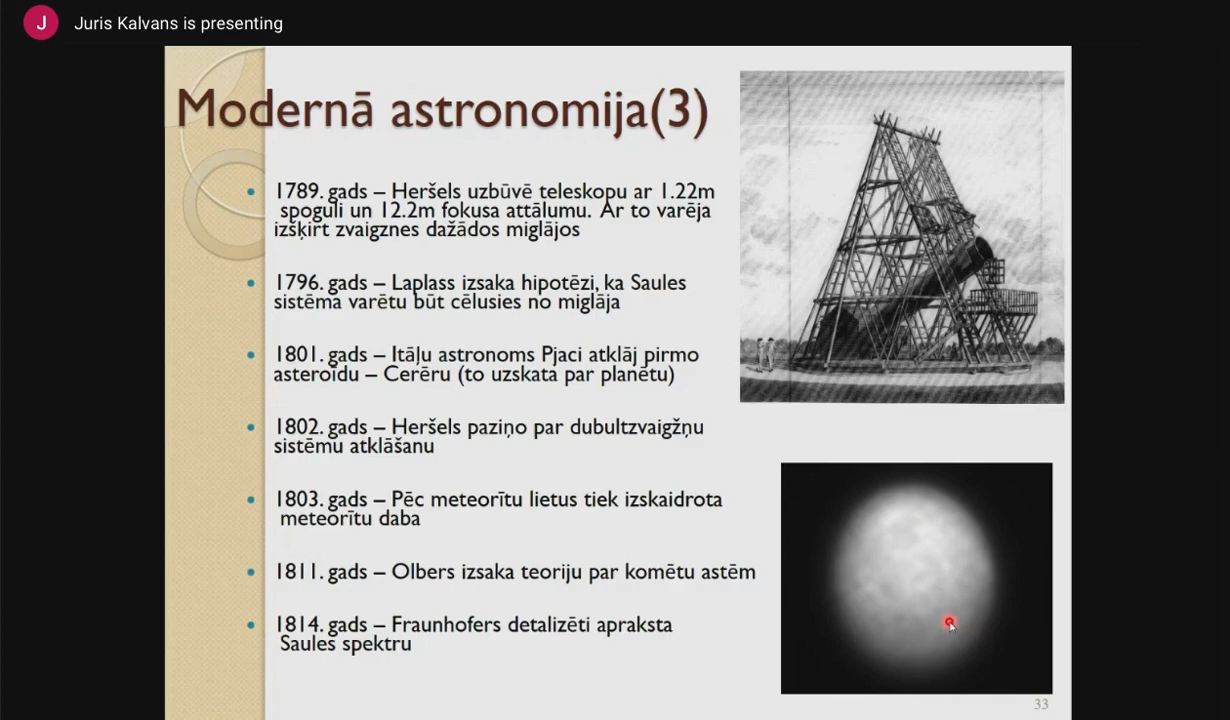 J
Juris Kalvans is presenting
Modernā astronomija(3)
• 1789. gads – Heršels uzbūvē teleskopu ar 1.22m
spoguli un 12.2m fokusa attālumu. Ar to varēja
izšķirt zvaigznes dažādos miglājos
• 1796. gads – Laplass izsaka hipotēzi, ka Saules
sistēma varētu būt cēlusies no miglāja
• 1801. gads – Itāļu astronoms Pjaci atklāj pirmo
asteroīdu – Cerēru (to uzskata par planētu)
• 1802. gads – Heršels paziņo par dubultzvaigžņu
sistēmu atklāšanu
• 1803. gads – Pēc meteorītu lietus tiek izskaidrota
meteorītu daba
• 1811. gads – Olbers izsaka teoriju par komētu astēm
• 1814. gads – Fraunhofers detalizēti apraksta
Saules spektru
33